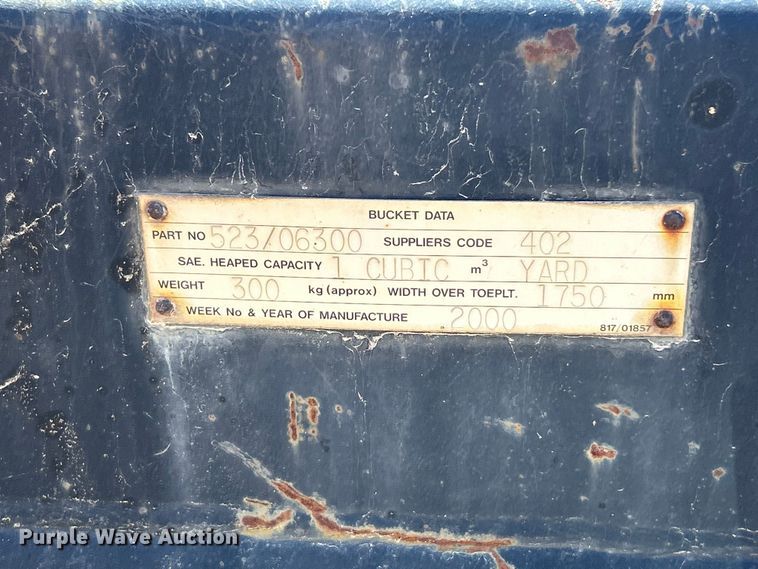 BUCKET DATA
PART NO 523/06300 SUPPLIERS CODE 402
SAE. HEAPED CAPACITY 1 CUBIC m³ YARD
WEIGHT 300 kg (approx) WIDTH OVER TOEPLT. 1750 mm
WEEK No & YEAR OF MANUFACTURE 2000 817/01857
Purple Wave Auction